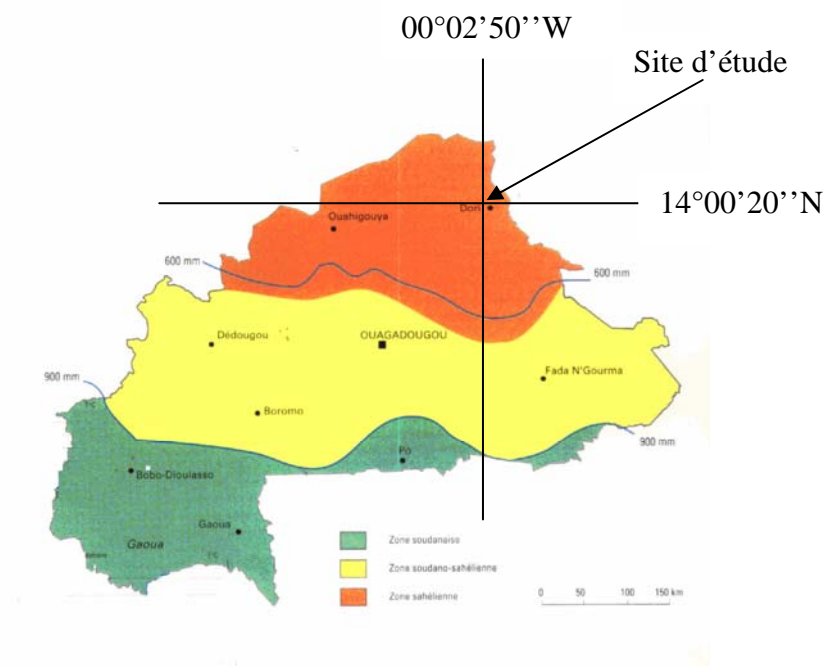 00°02’50’’W
Site d’étude
14°00’20’’N
Dori
Ouahigouya
600 mm
600 mm
Dédougou
OUAGADOUGOU
Fada N'Gourma
900 mm
Boromo
900 mm
Pô
Bobo-Dioulasso
Gaoua
Gaoua
Zone soudanaise
Zone soudano-sahélienne
Zone sahélienne
0 50 100 150 km